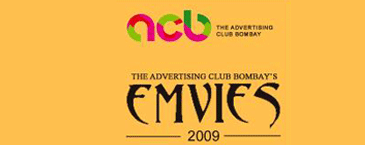 acb THE ADVERTISING
CLUB BOMBAY
THE ADVERTISING CLUB BOMBAY'S
EMVIES
2009